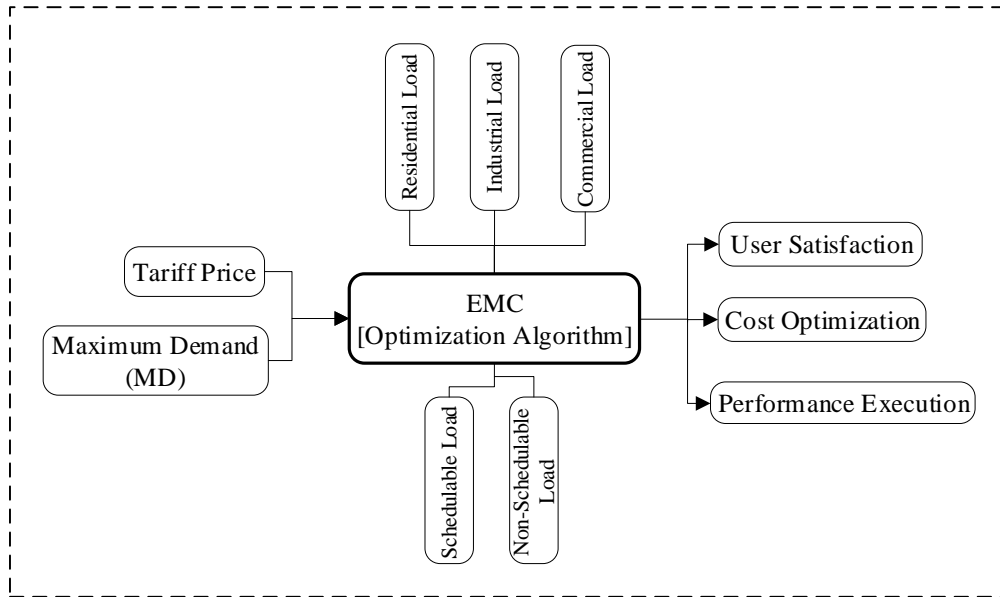 Residential Load
Industrial Load
Commercial Load
Tariff Price
Maximum Demand
(MD)
EMC
[Optimization Algorithm]
User Satisfaction
Cost Optimization
Performance Execution
Schedulable Load
Non-Schedulable
Load